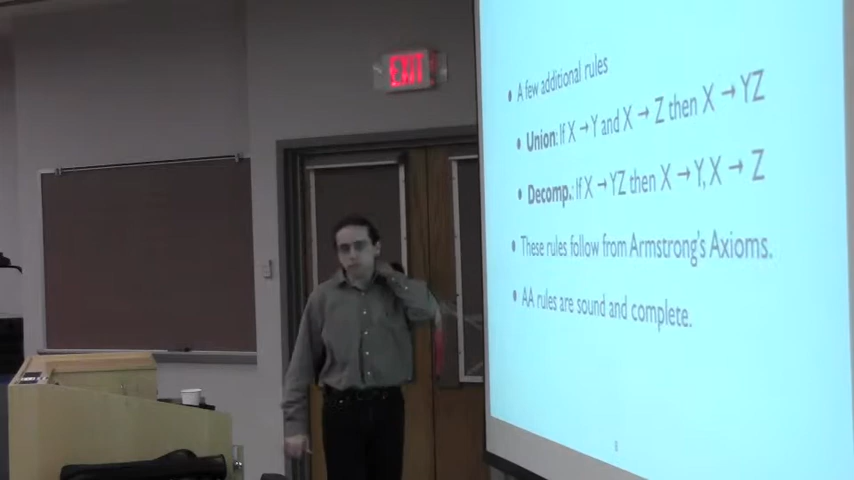 EXIT
• A few additional rules
• Union: If X → Y and X → Z then X → YZ
• Decomp.: If X → YZ then X → Y, X → Z
• These rules follow from Armstrong's Axioms.
• AA rules are sound and complete.
8